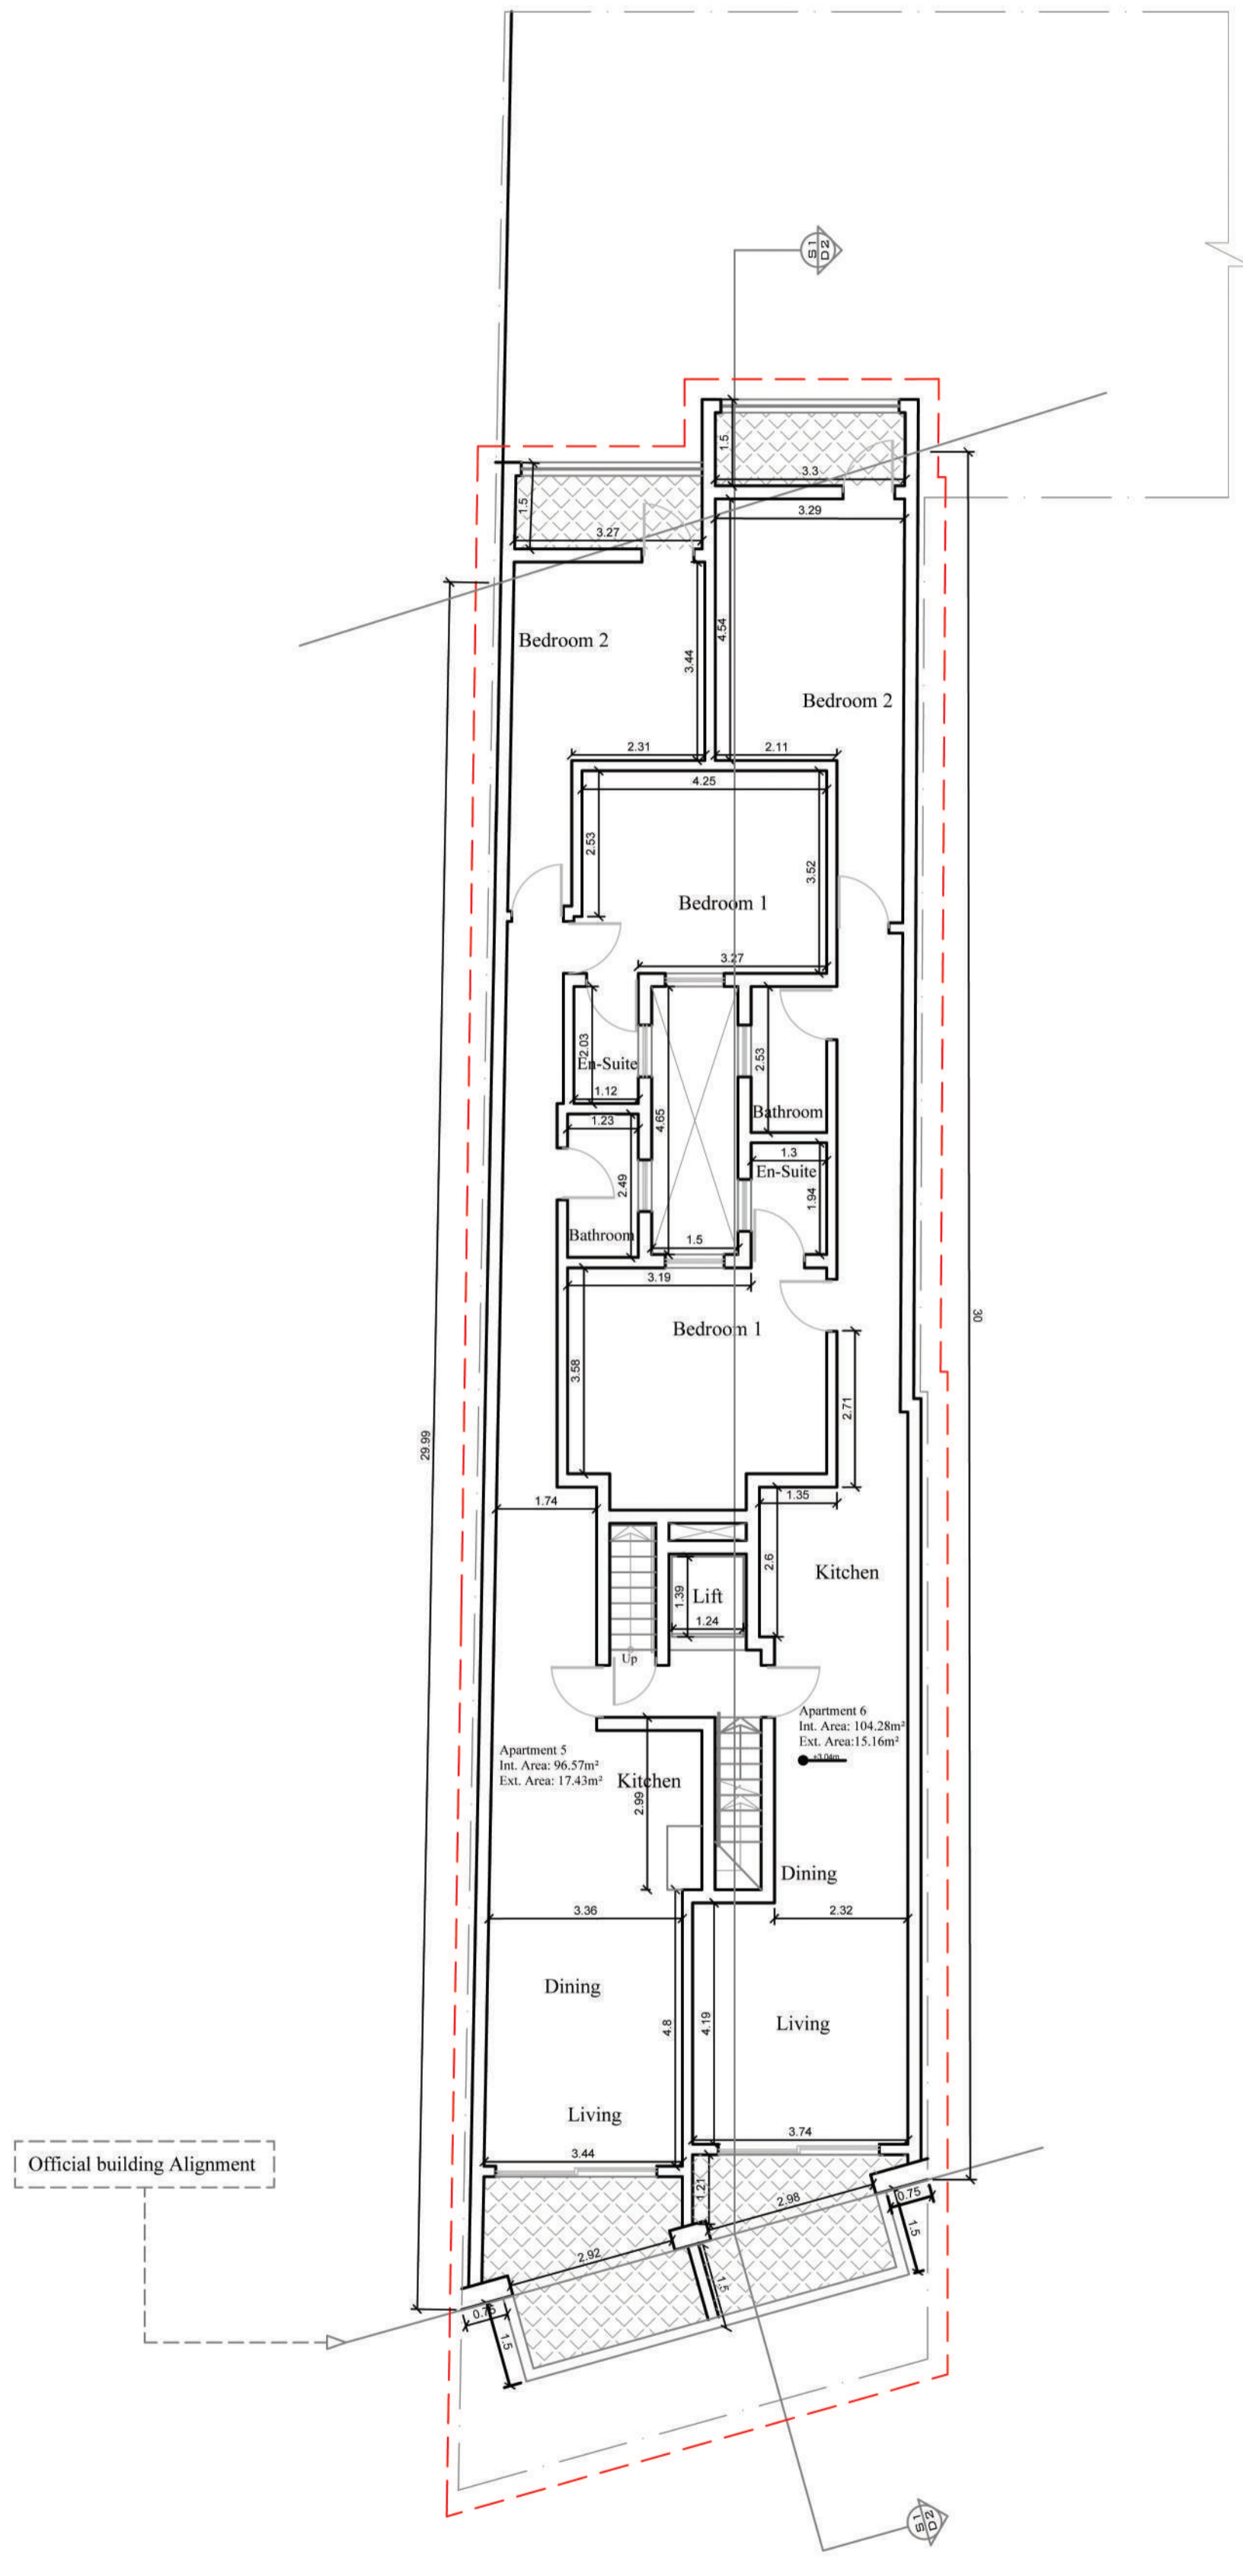 S1
D2
1.5
3.3
3.29
1.5
3.27
Bedroom 2
3.44
4.54
Bedroom 2
2.31
2.11
4.25
2.53
3.52
Bedroom 1
3.27
2.03
En-Suite
1.12
2.53
Bathroom
1.23
4.65
1.3
En-Suite
2.49
1.94
Bathroom
1.5
3.19
30
Bedroom 1
3.58
2.71
29.99
1.74
1.35
2.6
Kitchen
1.39
Lift
1.24
Up
Apartment 6
Int. Area: 104.28m²
Ext. Area:15.16m²
+3.04m
Apartment 5
Int. Area: 96.57m²
Ext. Area: 17.43m²
Kitchen
2.99
Dining
3.36
2.32
Dining
4.8
4.19
Living
Living
3.74
3.44
Official building Alignment
1.21
2.98
0.75
1.5
2.92
1.5
0.75
1.5
S1
D2